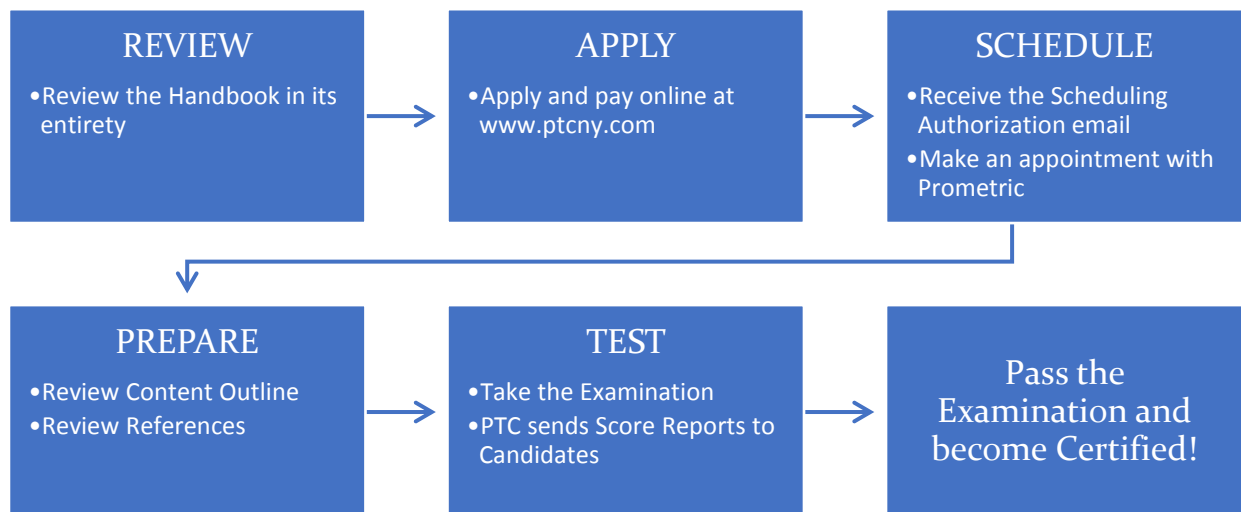 REVIEW
•Review the Handbook in its
entirety
APPLY
•Apply and pay online at
www.ptcny.com
SCHEDULE
•Receive the Scheduling
Authorization email
•Make an appointment with
Prometric
PREPARE
•Review Content Outline
•Review References
TEST
•Take the Examination
•PTC sends Score Reports to
Candidates
Pass the
Examination and
become Certified!